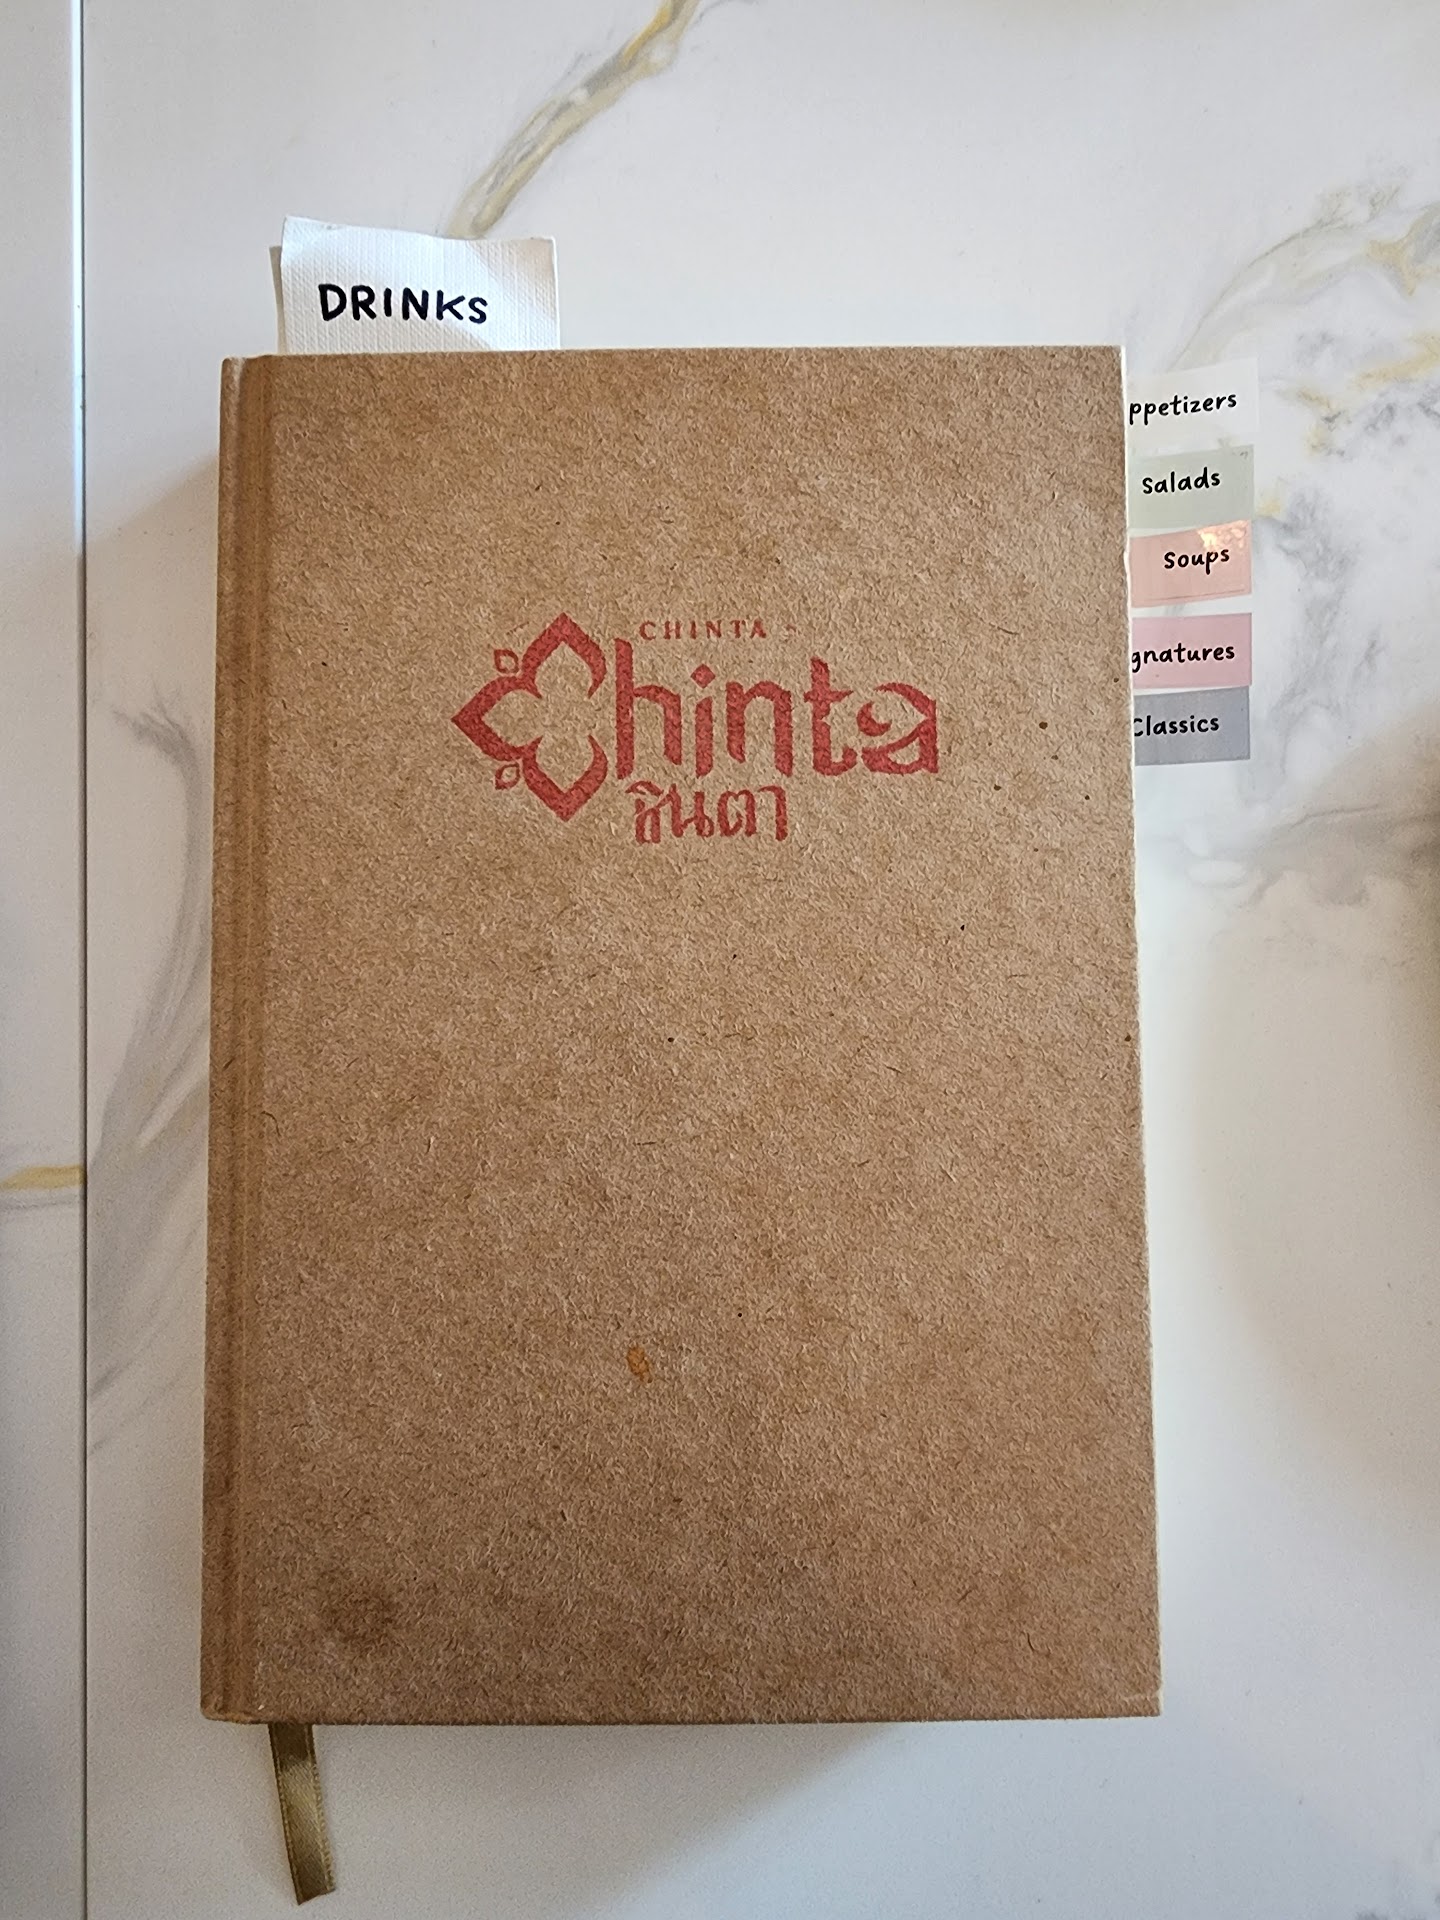 DRINKS
ppetizers
Salads
Soups
gnatures
Classics
CHINTA
Chinta
ชินตา